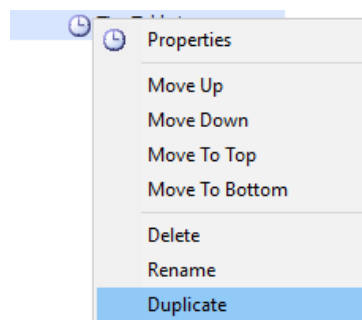 Properties
Move Up
Move Down
Move To Top
Move To Bottom
Delete
Rename
Duplicate